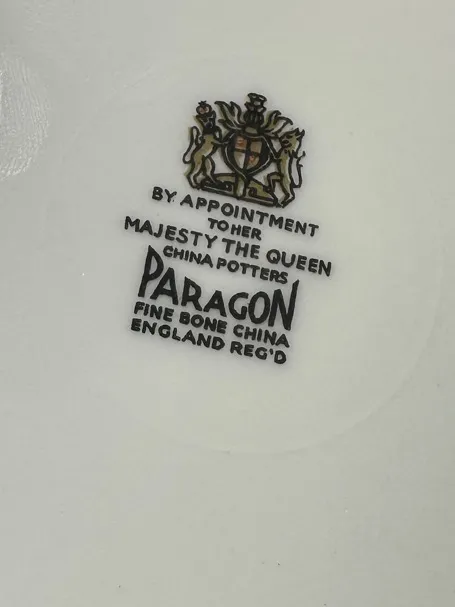 BY APPOINTMENT
TO HER
MAJESTY THE QUEEN
CHINA POTTERS
PARAGON
FINE BONE CHINA
ENGLAND REG'D